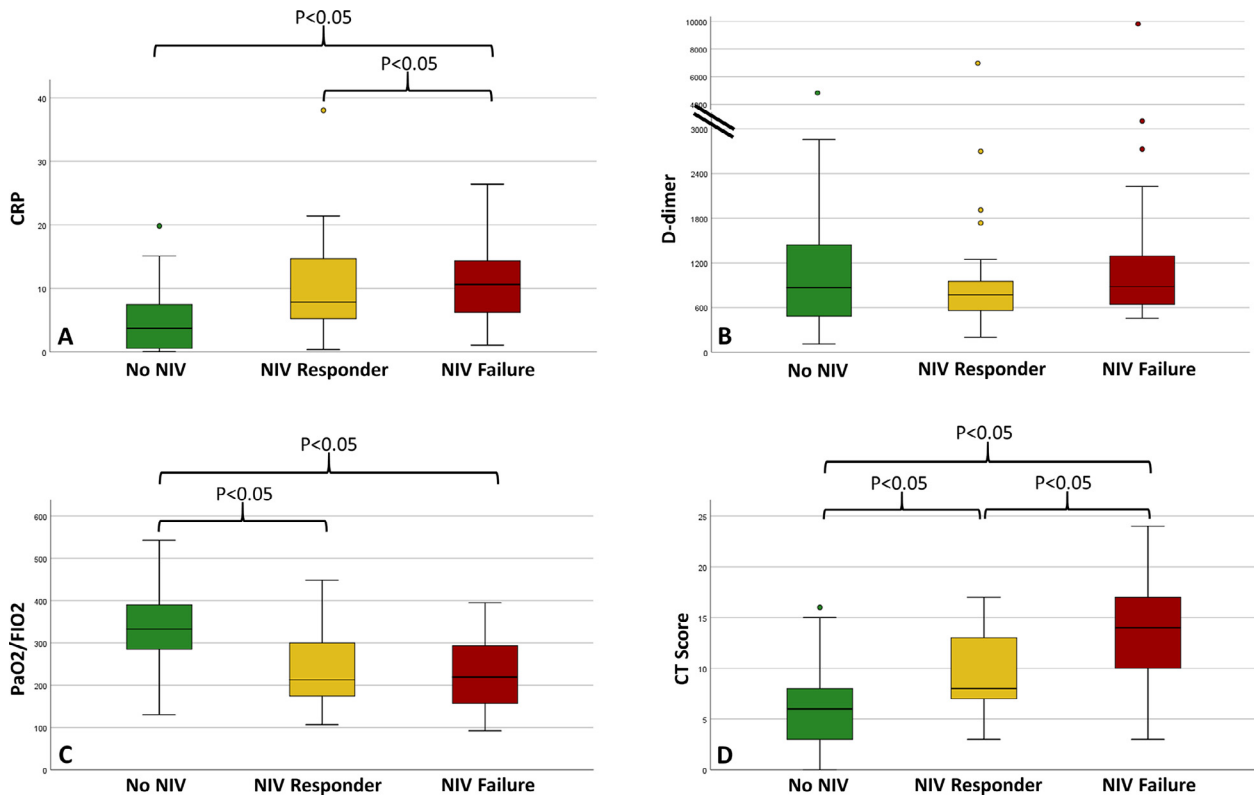 P<0.05
P<0.05
CRP
40
30
20
10
0
A
No NIV
NIV Responder
NIV Failure
D-dimer
10000
8000
6000
4000
3000
2400
1800
1200
600
0
B
No NIV
NIV Responder
NIV Failure
P<0.05
P<0.05
PaO2/FIO2
600
500
400
300
200
100
0
C
No NIV
NIV Responder
NIV Failure
P<0.05
P<0.05
P<0.05
CT Score
25
20
15
10
5
0
D
No NIV
NIV Responder
NIV Failure